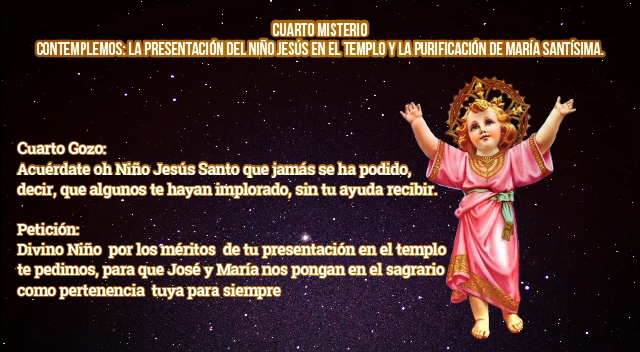 CUARTO MISTERIO
CONTEMPLEMOS: LA PRESENTACIÓN DEL NIÑO JESÚS EN EL TEMPLO Y LA PURIFICACIÓN DE MARÍA SANTÍSIMA.
Cuarto Gozo:
Acuérdate oh Niño Jesús Santo que jamás se ha podido,
decir, que algunos te hayan implorado, sin tu ayuda recibir.
Petición:
Divino Niño por los méritos de tu presentación en el templo
te pedimos, para que José y María nos pongan en el sagrario
como pertenencia tuya para siempre